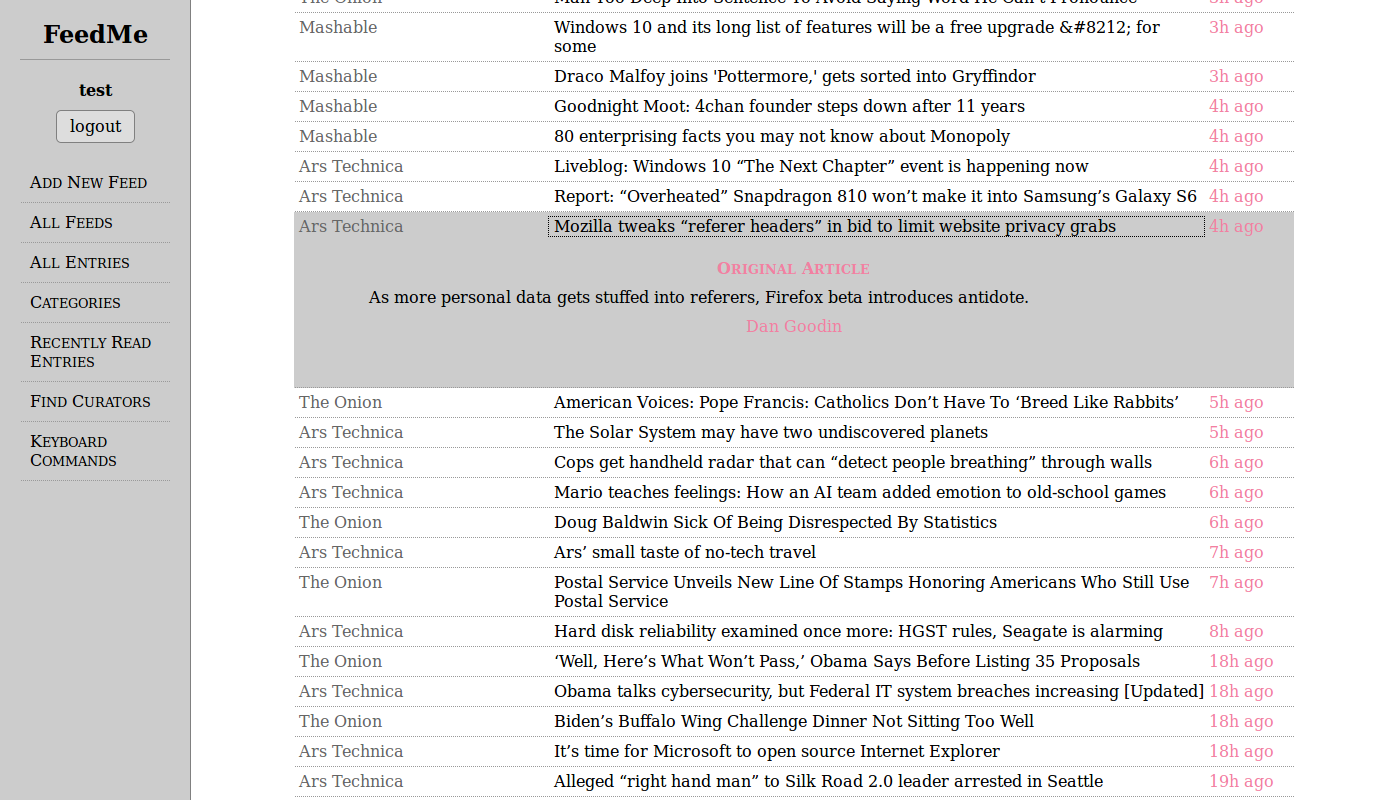 FeedMe
test
logout
ADD NEW FEED
ALL FEEDS
ALL ENTRIES
CATEGORIES
RECENTLY READ
ENTRIES
FIND CURATORS
KEYBOARD
COMMANDS
The Onion Man Too Deep Into Sentence To Avoid Saying Word He Can't Pronounce 3h ago
Mashable Windows 10 and its long list of features will be a free upgrade &#8212; for 3h ago
some
Mashable Draco Malfoy joins 'Pottermore,' gets sorted into Gryffindor 3h ago
Mashable Goodnight Moot: 4chan founder steps down after 11 years 4h ago
Mashable 80 enterprising facts you may not know about Monopoly 4h ago
Ars Technica Liveblog: Windows 10 “The Next Chapter” event is happening now 4h ago
Ars Technica Report: “Overheated” Snapdragon 810 won’t make it into Samsung’s Galaxy S6 4h ago
Ars Technica Mozilla tweaks “referer headers” in bid to limit website privacy grabs 4h ago
ORIGINAL ARTICLE
As more personal data gets stuffed into referers, Firefox beta introduces antidote.
Dan Goodin
The Onion American Voices: Pope Francis: Catholics Don’t Have To ‘Breed Like Rabbits’ 5h ago
Ars Technica The Solar System may have two undiscovered planets 5h ago
Ars Technica Cops get handheld radar that can “detect people breathing” through walls 6h ago
Ars Technica Mario teaches feelings: How an AI team added emotion to old-school games 6h ago
The Onion Doug Baldwin Sick Of Being Disrespected By Statistics 6h ago
Ars Technica Ars’ small taste of no-tech travel 7h ago
The Onion Postal Service Unveils New Line Of Stamps Honoring Americans Who Still Use 7h ago
Postal Service
Ars Technica Hard disk reliability examined once more: HGST rules, Seagate is alarming 8h ago
The Onion ‘Well, Here’s What Won’t Pass,’ Obama Says Before Listing 35 Proposals 18h ago
Ars Technica Obama talks cybersecurity, but Federal IT system breaches increasing [Updated] 18h ago
The Onion Biden’s Buffalo Wing Challenge Dinner Not Sitting Too Well 18h ago
Ars Technica It’s time for Microsoft to open source Internet Explorer 18h ago
Ars Technica Alleged “right hand man” to Silk Road 2.0 leader arrested in Seattle 19h ago